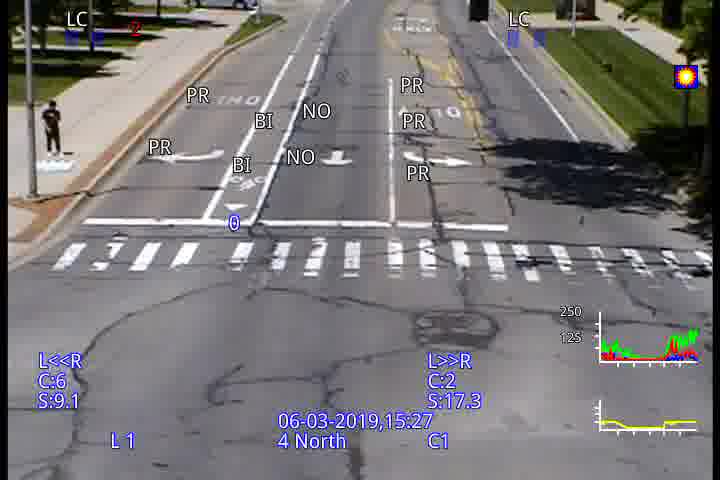 LC
2
LC
PR
PR
BI
NO
PR
ONLY
PR
BI
NO
PR
0
250
125
L<<R
C:6
S:9.1
L>>R
C:2
S:17.3
06-03-2019,15:27
L 1
4 North
C1